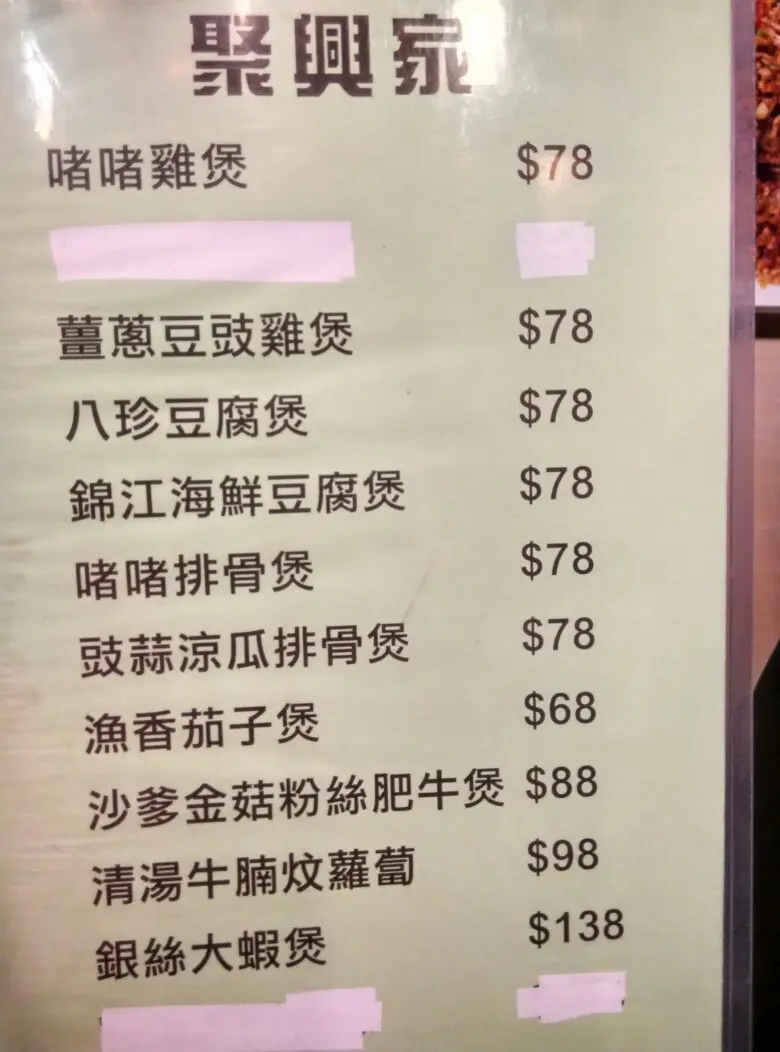 聚興家
啫啫雞煲 $78
薑蔥豆豉雞煲 $78
八珍豆腐煲 $78
錦江海鮮豆腐煲 $78
啫啫排骨煲 $78
豉蒜涼瓜排骨煲 $78
漁香茄子煲 $68
沙爹金菇粉絲肥牛煲 $88
清湯牛腩炆蘿蔔 $98
銀絲大蝦煲 $138